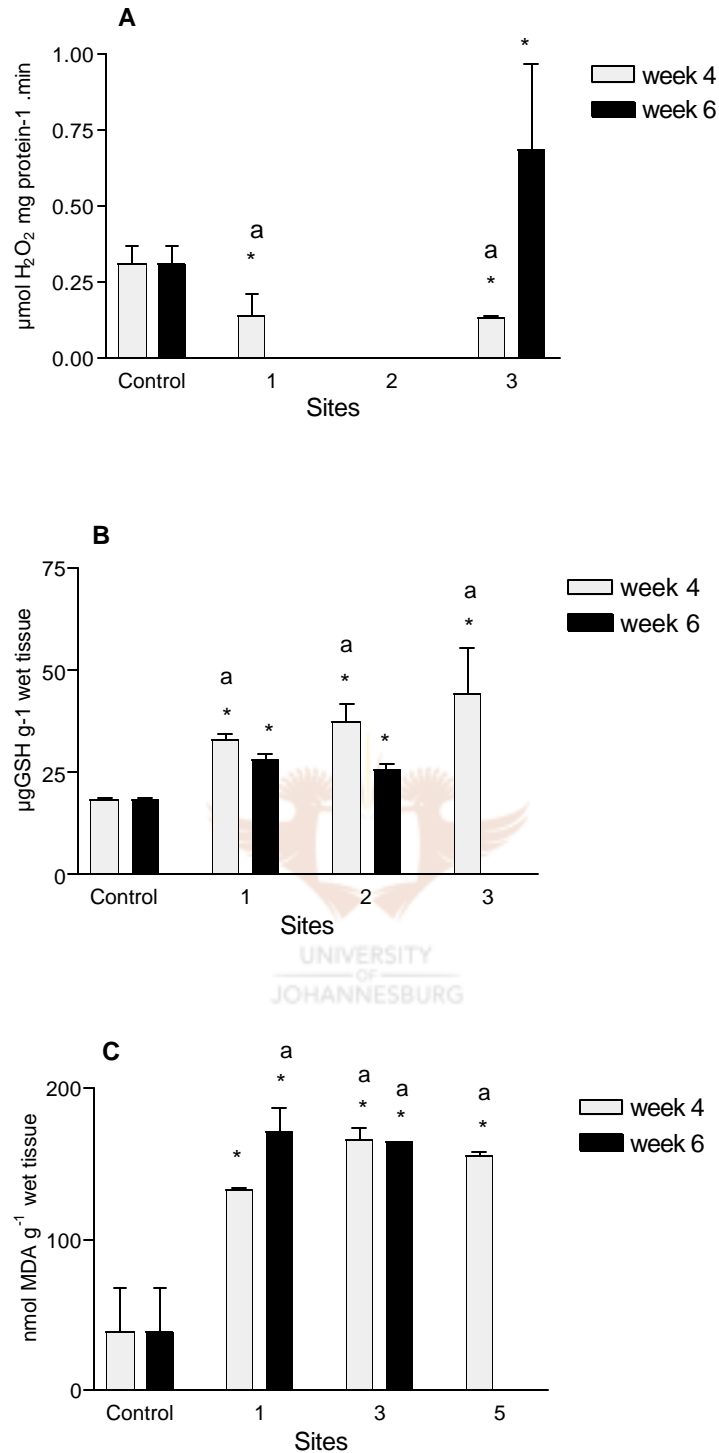 A
µmol H₂O₂ mg protein-1 .min
1.00
0.75
0.50
0.25
0.00
*
a
*
a
*
Control 1 2 3
Sites
week 4
week 6
B
µgGSH g-1 wet tissue
75
50
25
0
a
*
*
a
*
*
a
*
Control 1 2 3
Sites
week 4
week 6
UNIVERSITY
OF
JOHANNESBURG
C
nmol MDA g⁻¹ wet tissue
200
100
0
*
a
*
a
*
a
*
a
*
Control 1 3 5
Sites
week 4
week 6